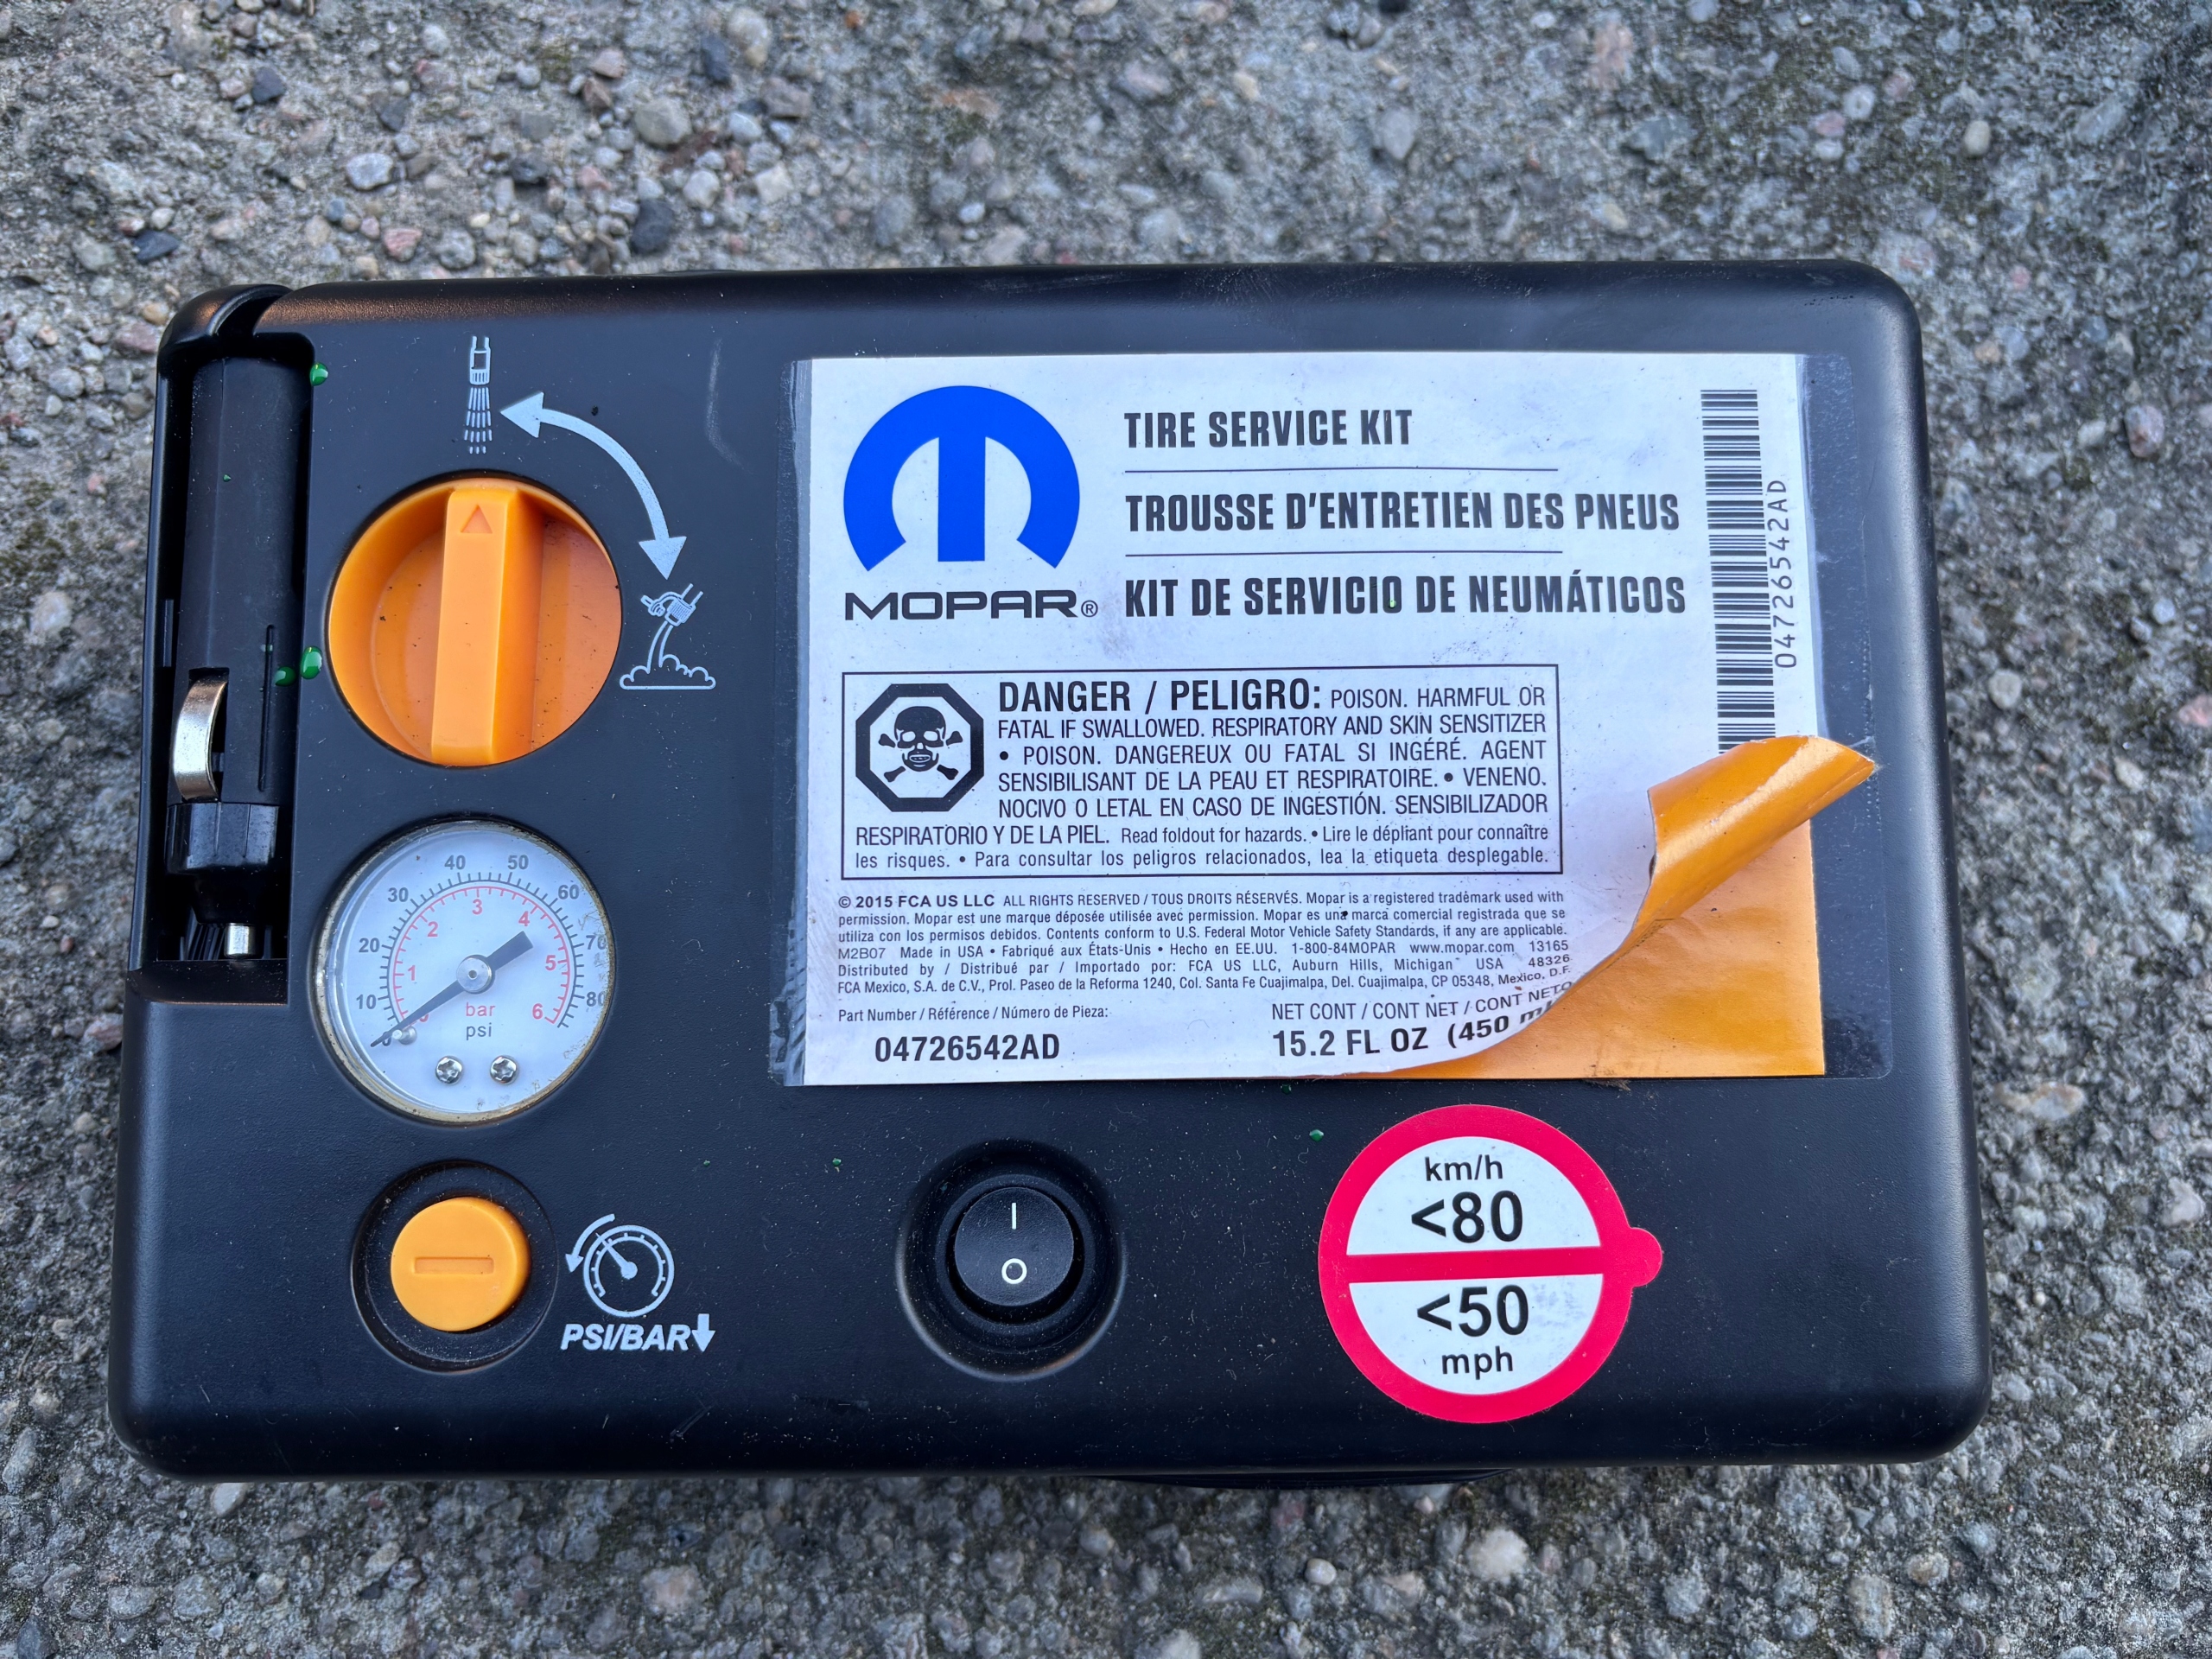 TIRE SERVICE KIT
TROUSSE D'ENTRETIEN DES PNEUS
KIT DE SERVICIO DE NEUMÁTICOS
MOPAR®
04726542AD
DANGER / PELIGRO: POISON. HARMFUL OR
FATAL IF SWALLOWED. RESPIRATORY AND SKIN SENSITIZER
• POISON. DANGEREUX OU FATAL SI INGÉRÉ. AGENT
SENSIBILISANT DE LA PEAU ET RESPIRATOIRE. • VENENO.
NOCIVO O LETAL EN CASO DE INGESTIÓN. SENSIBILIZADOR
RESPIRATORIO Y DE LA PIEL. Read foldout for hazards. • Lire le dépliant pour connaître
les risques. • Para consultar los peligros relacionados, lea la etiqueta desplegable.
© 2015 FCA US LLC ALL RIGHTS RESERVED / TOUS DROITS RÉSERVÉS. Mopar is a registered trademark used with
permission. Mopar est une marque déposée utilisée avec permission. Mopar es una marca comercial registrada que se
utiliza con los permisos debidos. Contents conform to U.S. Federal Motor Vehicle Safety Standards, if any are applicable.
M2B07 Made in USA • Fabriqué aux États-Unis • Hecho en EE.UU. 1-800-84MOPAR www.mopar.com 13165
Distributed by / Distribué par / Importado por: FCA US LLC, Auburn Hills, Michigan USA 48326
FCA Mexico, S.A. de C.V., Prol. Paseo de la Reforma 1240, Col. Santa Fe Cuajimalpa, Del. Cuajimalpa, CP 05348, Mexico, D.F.
Part Number / Référence / Número de Pieza:
04726542AD
NET CONT / CONT NET / CONT NETO
15.2 FL OZ (450 m
0 10 20 30 40 50 60 70 80
1 2 3 4 5 6
bar
psi
PSI/BAR
I
O
km/h
<80
<50
mph